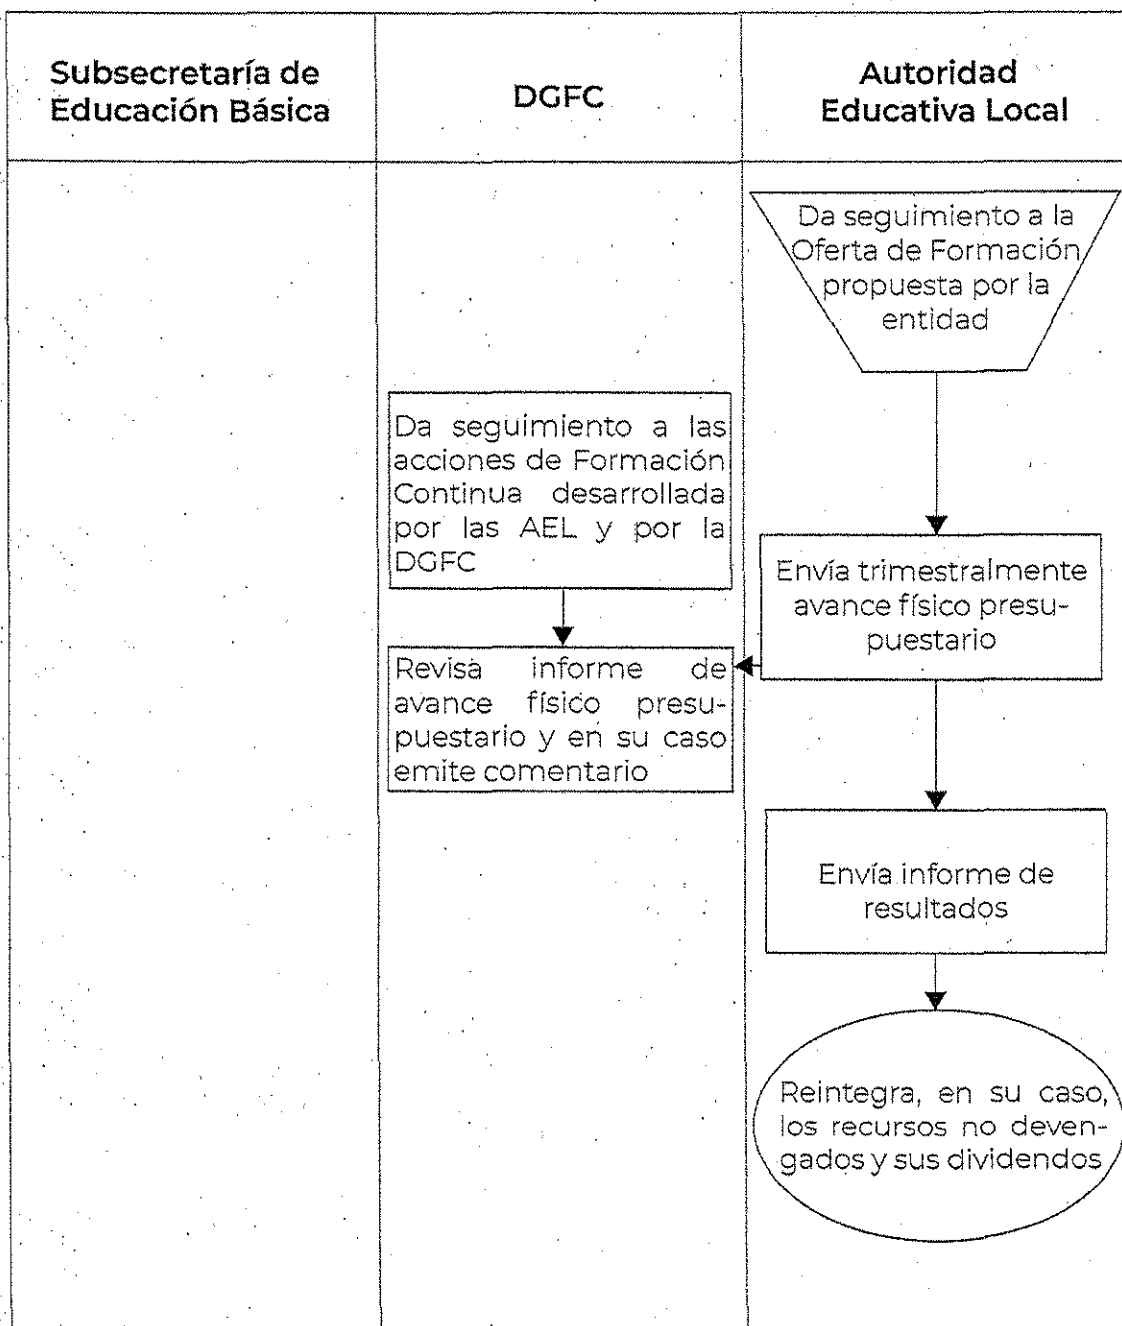 Subsecretaría de
Educación Básica
DGFC
Autoridad
Educativa Local
Da seguimiento a la
Oferta de Formación
propuesta por la
entidad
Da seguimiento a las
acciones de Formación
Continua desarrollada
por las AEL y por la
DGFC
Envía trimestralmente
avance físico presu-
puestario
Revisa informe de
avance físico presu-
puestario y en su caso
emite comentario
Envía informe de
resultados
Reintegra, en su caso,
los recursos no deven-
gados y sus dividendos